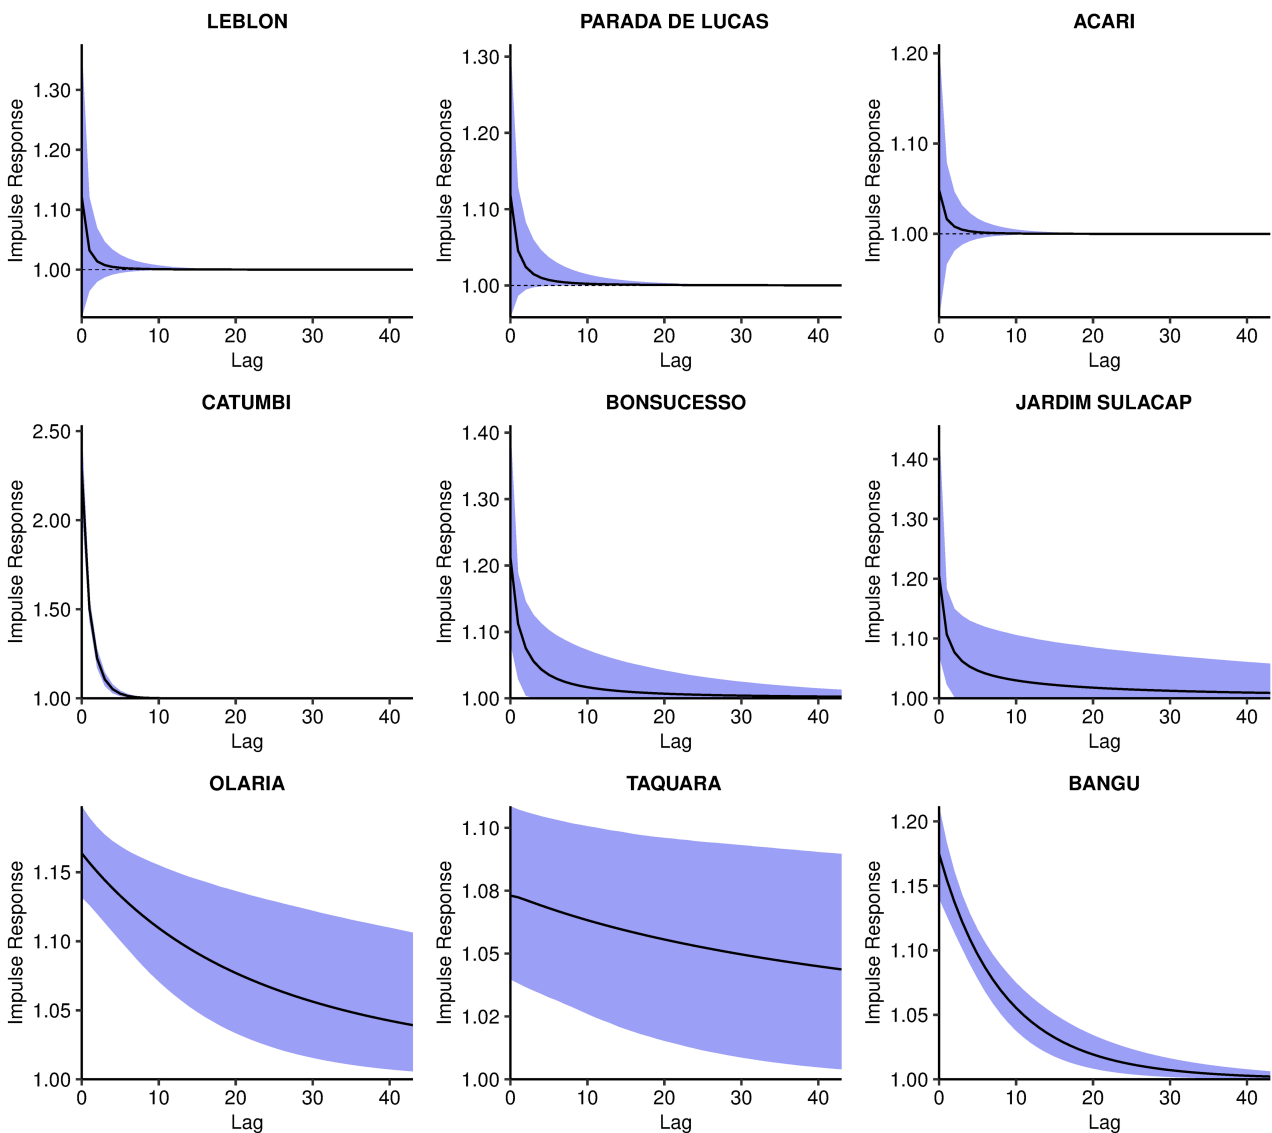 LEBLON
PARADA DE LUCAS
ACARI
Impulse Response
1.30
1.20
1.10
1.00
0 10 20 30 40
Lag
Impulse Response
1.30
1.20
1.10
1.00
0 10 20 30 40
Lag
Impulse Response
1.20
1.10
1.00
0 10 20 30 40
Lag
CATUMBI
BONSUCESSO
JARDIM SULACAP
Impulse Response
2.50
2.00
1.50
1.00
0 10 20 30 40
Lag
Impulse Response
1.40
1.30
1.20
1.10
1.00
0 10 20 30 40
Lag
Impulse Response
1.40
1.30
1.20
1.10
1.00
0 10 20 30 40
Lag
OLARIA
TAQUARA
BANGU
Impulse Response
1.15
1.10
1.05
1.00
0 10 20 30 40
Lag
Impulse Response
1.10
1.08
1.05
1.02
1.00
0 10 20 30 40
Lag
Impulse Response
1.20
1.15
1.10
1.05
1.00
0 10 20 30 40
Lag